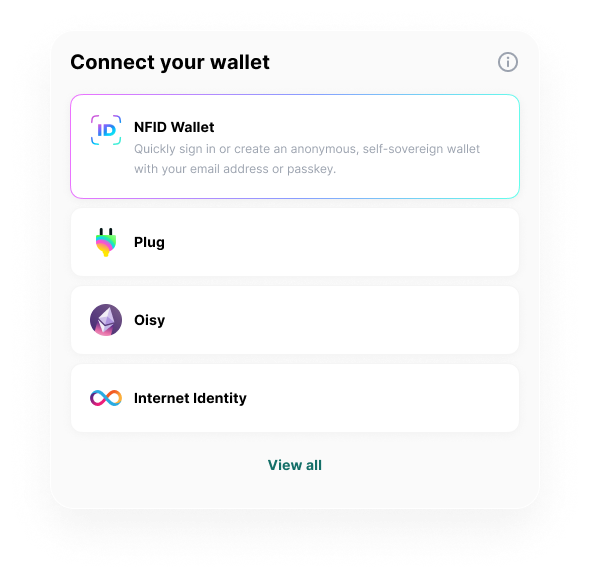 Connect your wallet
ID
NFID Wallet
Quickly sign in or create an anonymous, self-sovereign wallet
with your email address or passkey.
Plug
Oisy
Internet Identity
View all